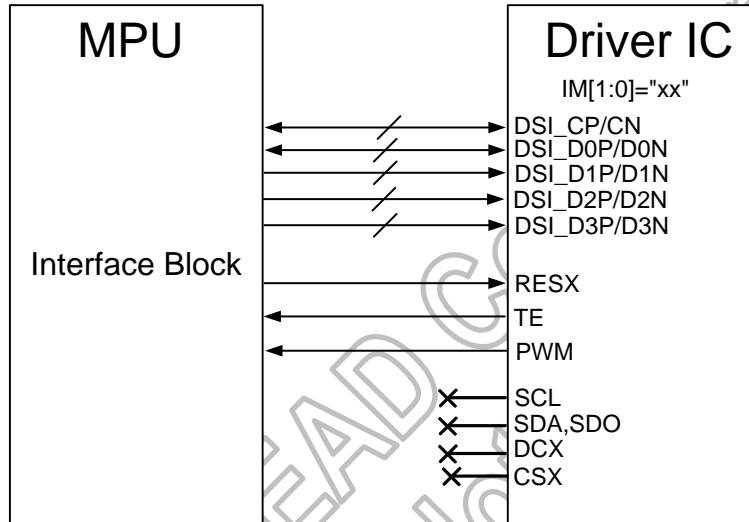 MPU
Driver IC
IM[1:0]="xx"
DSI_CP/CN
DSI_D0P/D0N
DSI_D1P/D1N
DSI_D2P/D2N
DSI_D3P/D3N
Interface Block
RESX
TE
PWM
SCL
SDA,SDO
DCX
CSX